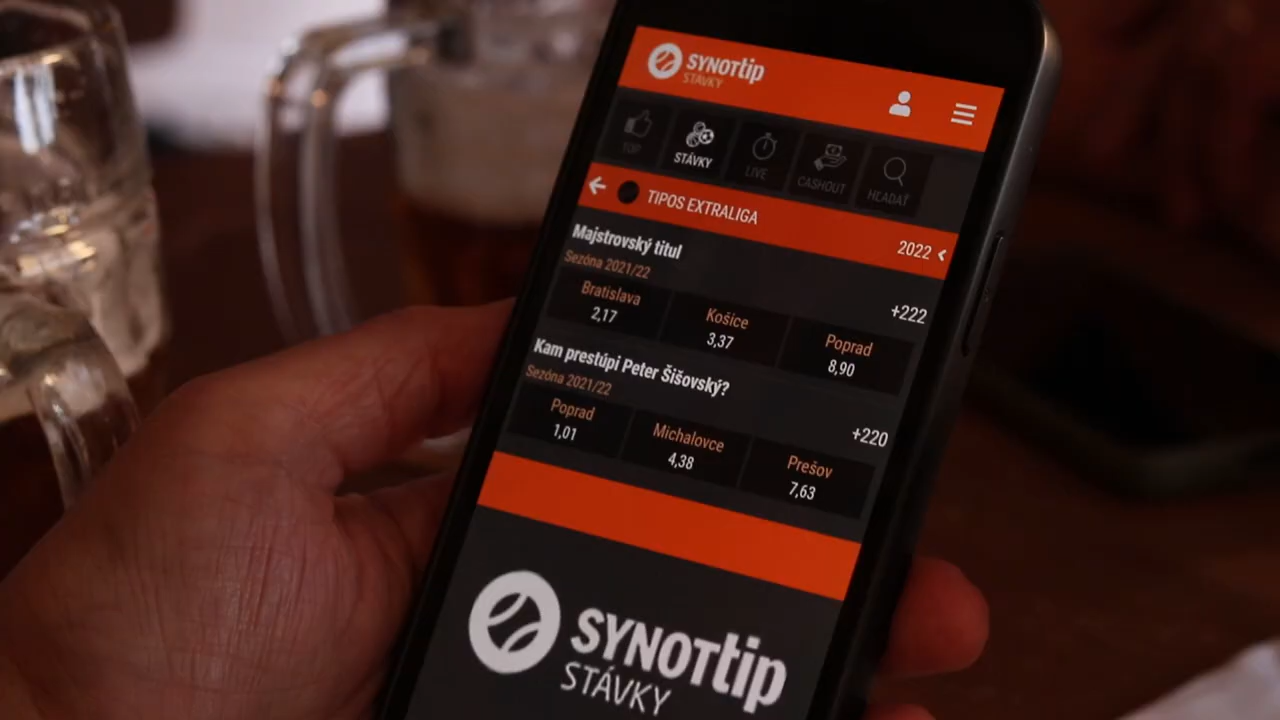 SYNOTtip
STÁVKY
TOP
STÁVKY
LIVE
CASHOUT
HĽADAŤ
TIPOS EXTRALIGA
2022
Majstrovský titul
Sezóna 2021/22
+222
Bratislava
2,17
Košice
3,37
Poprad
8,90
Kam prestúpi Peter Šišovský?
Sezóna 2021/22
+220
Poprad
1,01
Michalovce
4,38
Prešov
7,63
SYNOTtip
STÁVKY